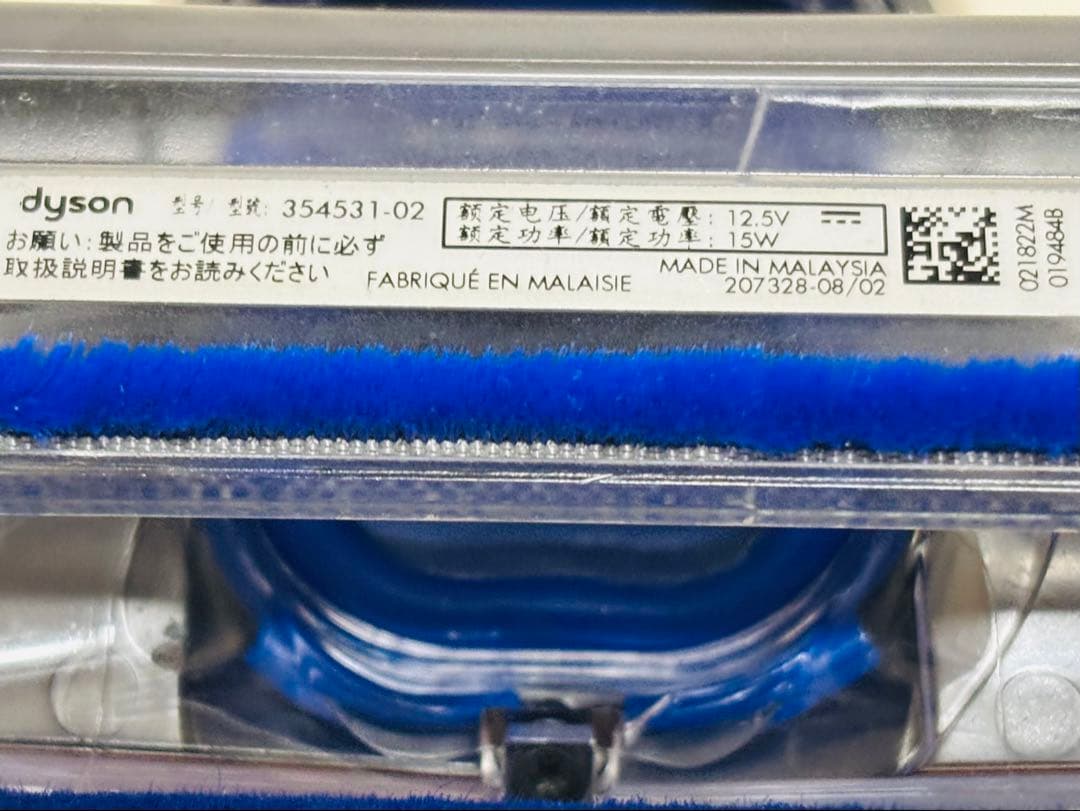 dyson 型号/ 型號: 354531-02
お願い:製品をご使用の前に必ず
取扱説明書をお読みください
FABRIQUÉ EN MALAISIE
额定电压/額定電壓: 12.5V ⎓
额定功率/額定功率: 15W
MADE IN MALAYSIA
207328-08/02
021822M
019484B